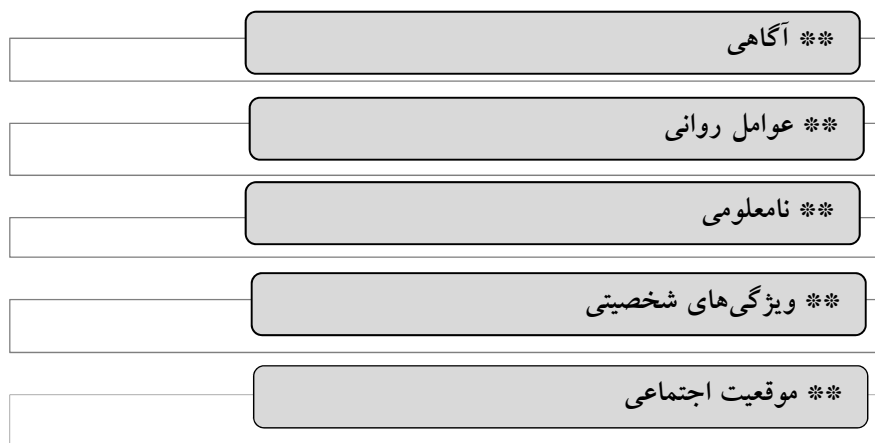 ** آگاهی
** عوامل روانی
** نامعلومی
** ویژگی‌های شخصیتی
** موقعیت اجتماعی